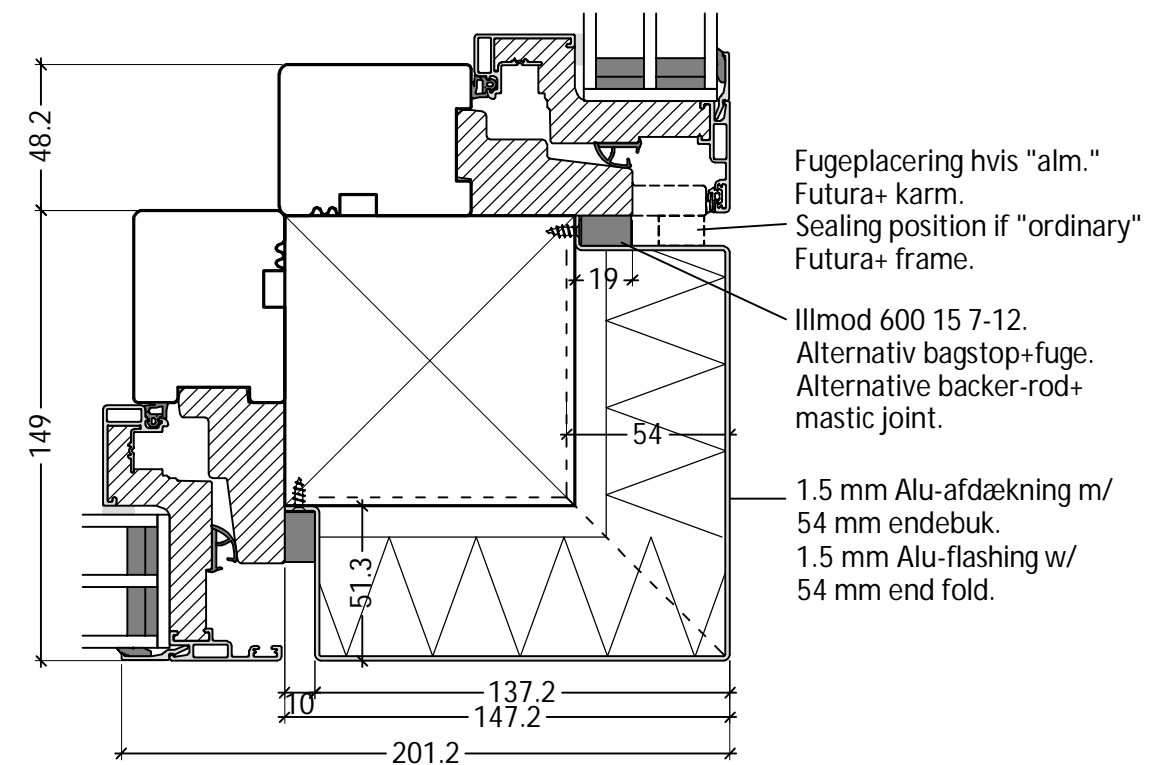 48.2
149
Fugeplacering hvis "alm."
Futura+ karm.
Sealing position if "ordinary"
Futura+ frame.
19
Illmod 600 15 7-12.
Alternativ bagstop+fuge.
Alternative backer-rod+
mastic joint.
54
1.5 mm Alu-afdækning m/
54 mm endebuk.
1.5 mm Alu-flashing w/
54 mm end fold.
51.3
137.2
10
147.2
201.2